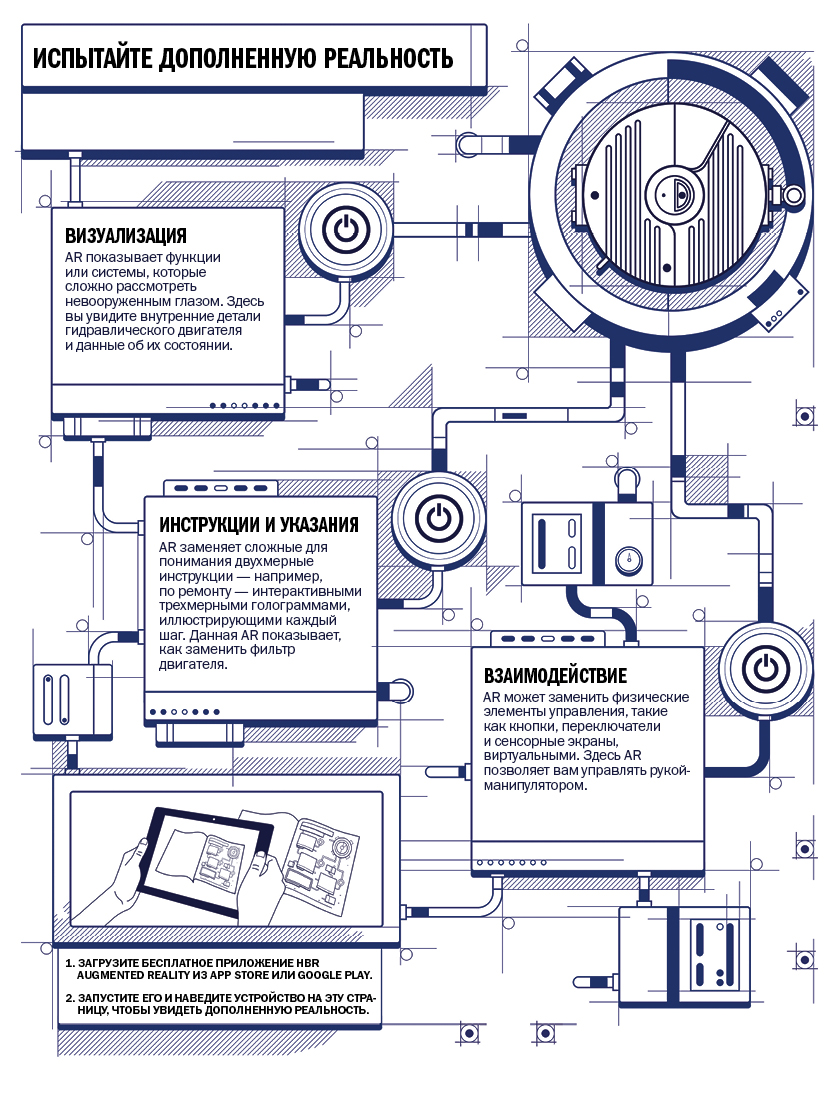 ИСПЫТАЙТЕ ДОПОЛНЕННУЮ РЕАЛЬНОСТЬ
ВИЗУАЛИЗАЦИЯ
AR показывает функции
или системы, которые
сложно рассмотреть
невооруженным глазом. Здесь
вы увидите внутренние детали
гидравлического двигателя
и данные об их состоянии.
ИНСТРУКЦИИ И УКАЗАНИЯ
AR заменяет сложные для
понимания двухмерные
инструкции — например,
по ремонту — интерактивными
трехмерными голограммами,
иллюстрирующими каждый
шаг. Данная AR показывает,
как заменить фильтр
двигателя.
ВЗАИМОДЕЙСТВИЕ
AR может заменить физические
элементы управления, такие
как кнопки, переключатели
и сенсорные экраны,
виртуальными. Здесь AR
позволяет вам управлять рукой-
манипулятором.
1. ЗАГРУЗИТЕ БЕСПЛАТНОЕ ПРИЛОЖЕНИЕ HBR
AUGMENTED REALITY ИЗ APP STORE ИЛИ GOOGLE PLAY.
2. ЗАПУСТИТЕ ЕГО И НАВЕДИТЕ УСТРОЙСТВО НА ЭТУ СТРА-
НИЦУ, ЧТОБЫ УВИДЕТЬ ДОПОЛНЕННУЮ РЕАЛЬНОСТЬ.